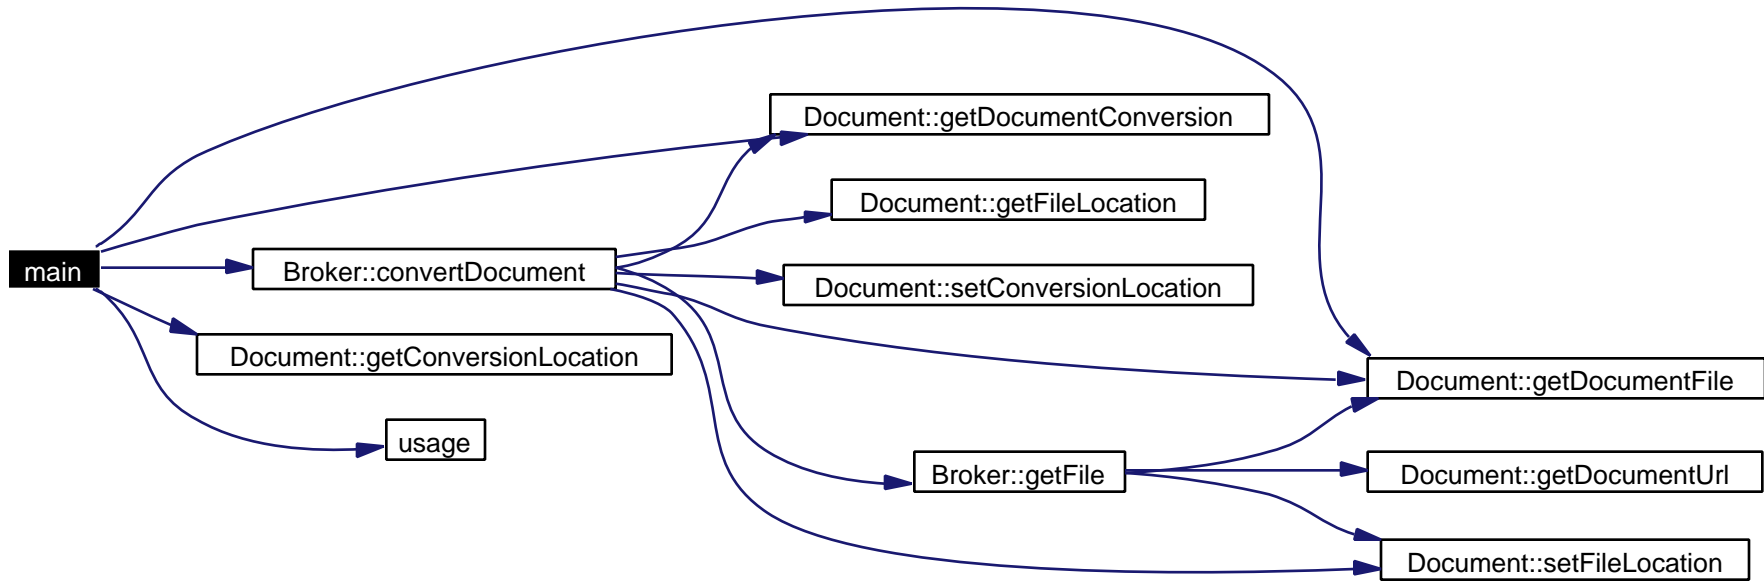 Document::getDocumentConversion
Document::getFileLocation
main
Broker::convertDocument
Document::setConversionLocation
Document::getConversionLocation
Document::getDocumentFile
usage
Broker::getFile
Document::getDocumentUrl
Document::setFileLocation